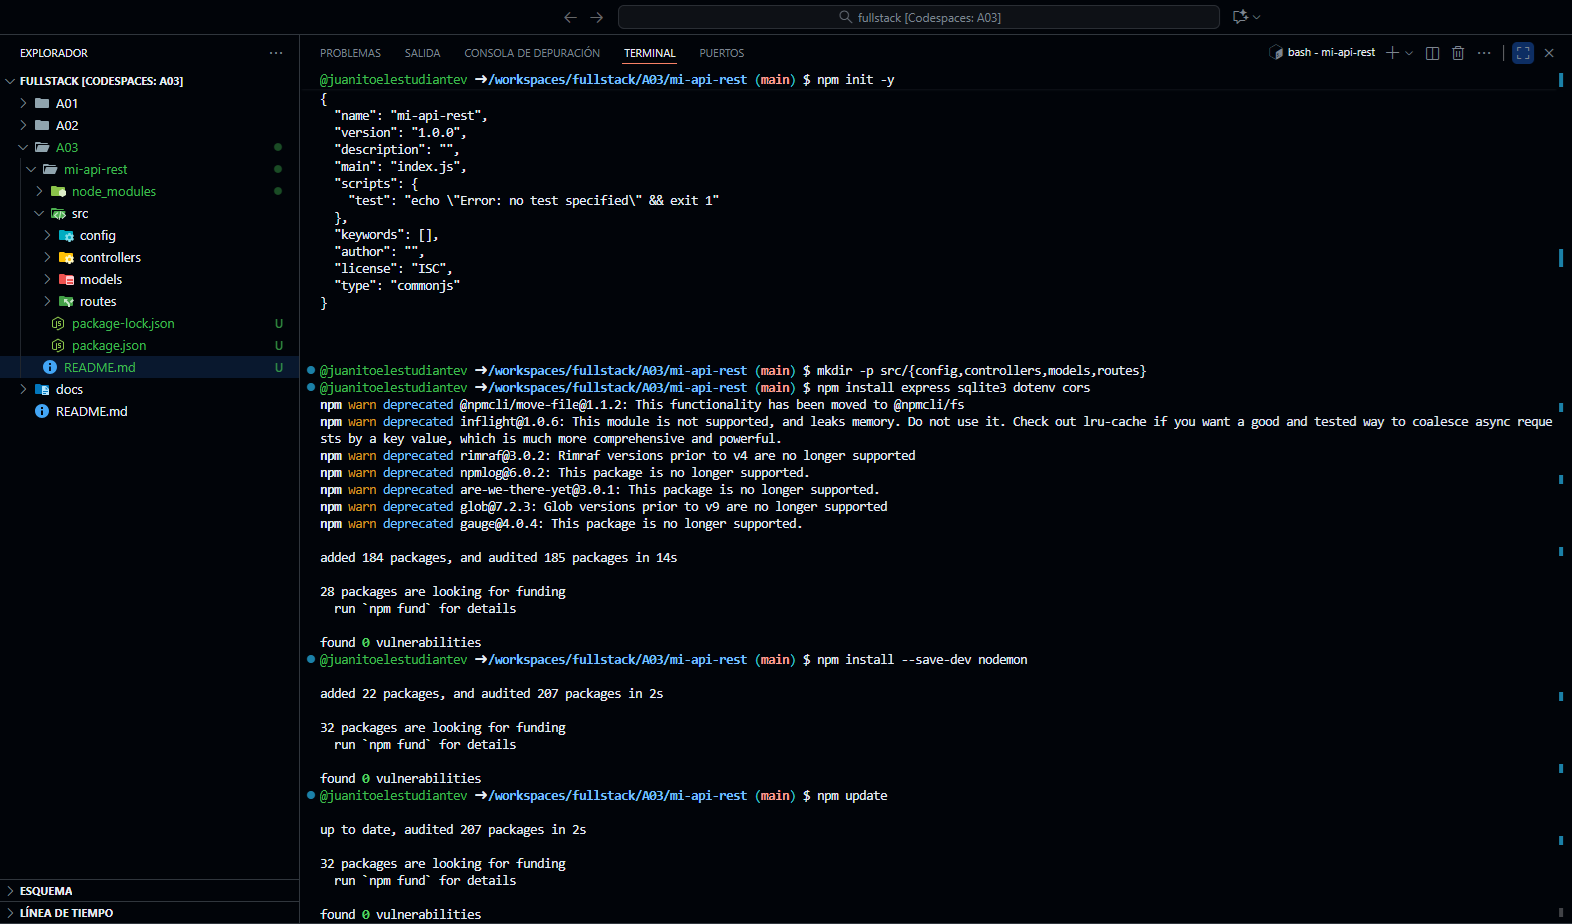 fullstack [Codespaces: A03]
EXPLORADOR
FULLSTACK [CODESPACES: A03]
A01
A02
A03
mi-api-rest
node_modules
src
config
controllers
models
routes
package-lock.json U
package.json U
README.md U
docs
README.md
ESQUEMA
LÍNEA DE TIEMPO
PROBLEMAS SALIDA CONSOLA DE DEPURACIÓN TERMINAL PUERTOS
bash - mi-api-rest
@juanitoelestudiantev ➜/workspaces/fullstack/A03/mi-api-rest (main) $ npm init -y
{
  "name": "mi-api-rest",
  "version": "1.0.0",
  "description": "",
  "main": "index.js",
  "scripts": {
    "test": "echo \"Error: no test specified\" && exit 1"
  },
  "keywords": [],
  "author": "",
  "license": "ISC",
  "type": "commonjs"
}
@juanitoelestudiantev ➜/workspaces/fullstack/A03/mi-api-rest (main) $ mkdir -p src/{config,controllers,models,routes}
@juanitoelestudiantev ➜/workspaces/fullstack/A03/mi-api-rest (main) $ npm install express sqlite3 dotenv cors
npm warn deprecated @npmcli/move-file@1.1.2: This functionality has been moved to @npmcli/fs
npm warn deprecated inflight@1.0.6: This module is not supported, and leaks memory. Do not use it. Check out lru-cache if you want a good and tested way to coalesce async reque
sts by a key value, which is much more comprehensive and powerful.
npm warn deprecated rimraf@3.0.2: Rimraf versions prior to v4 are no longer supported
npm warn deprecated npmlog@6.0.2: This package is no longer supported.
npm warn deprecated are-we-there-yet@3.0.1: This package is no longer supported.
npm warn deprecated glob@7.2.3: Glob versions prior to v9 are no longer supported
npm warn deprecated gauge@4.0.4: This package is no longer supported.
added 184 packages, and audited 185 packages in 14s
28 packages are looking for funding
  run `npm fund` for details
found 0 vulnerabilities
@juanitoelestudiantev ➜/workspaces/fullstack/A03/mi-api-rest (main) $ npm install --save-dev nodemon
added 22 packages, and audited 207 packages in 2s
32 packages are looking for funding
  run `npm fund` for details
found 0 vulnerabilities
@juanitoelestudiantev ➜/workspaces/fullstack/A03/mi-api-rest (main) $ npm update
up to date, audited 207 packages in 2s
32 packages are looking for funding
  run `npm fund` for details
found 0 vulnerabilities